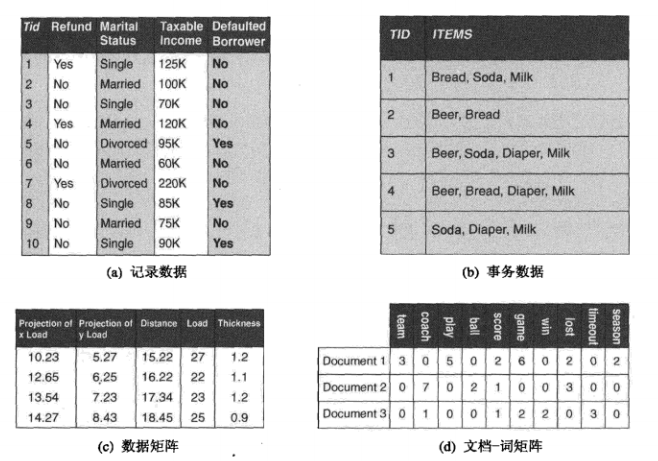 Tid Refund Marital Status Taxable Income Defaulted Borrower
1 Yes Single 125K No
2 No Married 100K No
3 No Single 70K No
4 Yes Married 120K No
5 No Divorced 95K Yes
6 No Married 60K No
7 Yes Divorced 220K No
8 No Single 85K Yes
9 No Married 75K No
10 No Single 90K Yes
(a) 记录数据
TID ITEMS
1 Bread, Soda, Milk
2 Beer, Bread
3 Beer, Soda, Diaper, Milk
4 Beer, Bread, Diaper, Milk
5 Soda, Diaper, Milk
(b) 事务数据
Projection of x Load Projection of y Load Distance Load Thickness
10.23 5.27 15.22 27 1.2
12.65 6.25 16.22 22 1.1
13.54 7.23 17.34 23 1.2
14.27 8.43 18.45 25 0.9
(c) 数据矩阵
team coach play ball score game win lost timeout season
Document 1 3 0 5 0 2 6 0 2 0 2
Document 2 0 7 0 2 1 0 0 3 0 0
Document 3 0 1 0 0 1 2 2 0 3 0
(d) 文档-词矩阵